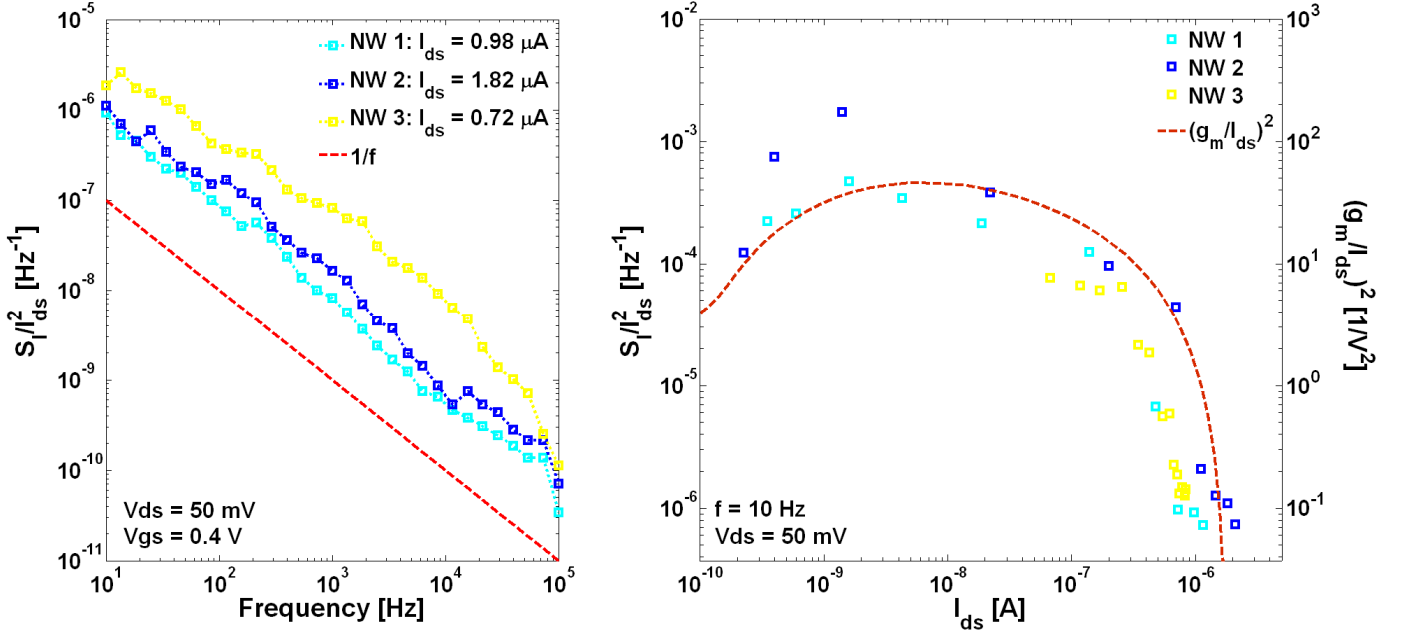 10^-5
10^-6
10^-7
10^-8
10^-9
10^-10
10^-11
S_I/I_ds^2 [Hz^-1]
NW 1: I_ds = 0.98 μA
NW 2: I_ds = 1.82 μA
NW 3: I_ds = 0.72 μA
1/f
Vds = 50 mV
Vgs = 0.4 V
10^1 10^2 10^3 10^4 10^5
Frequency [Hz]
10^-2
10^-3
10^-4
10^-5
10^-6
S_I/I_ds^2 [Hz^-1]
NW 1
NW 2
NW 3
(g_m/I_ds)^2
f = 10 Hz
Vds = 50 mV
10^-10 10^-9 10^-8 10^-7 10^-6
I_ds [A]
10^3
10^2
10^1
10^0
10^-1
(g_m/I_ds)^2 [1/V^2]